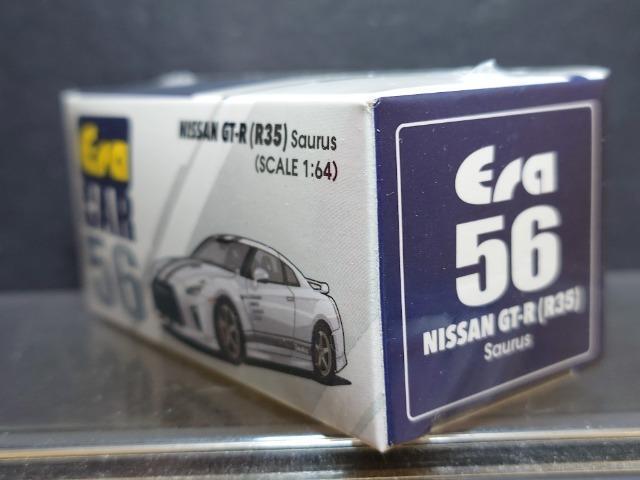 Era
CAR
56
NISSAN GT-R (R35) Saurus
(SCALE 1:64)
Era
56
NISSAN GT-R (R35)
Saurus